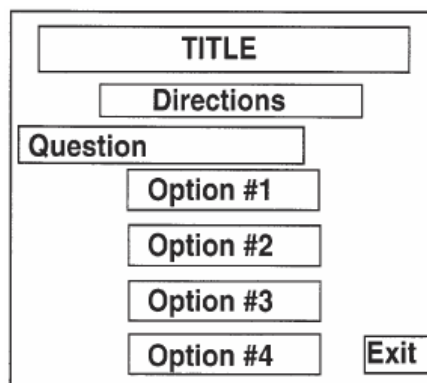 TITLE
Directions
Question
Option #1
Option #2
Option #3
Option #4
Exit